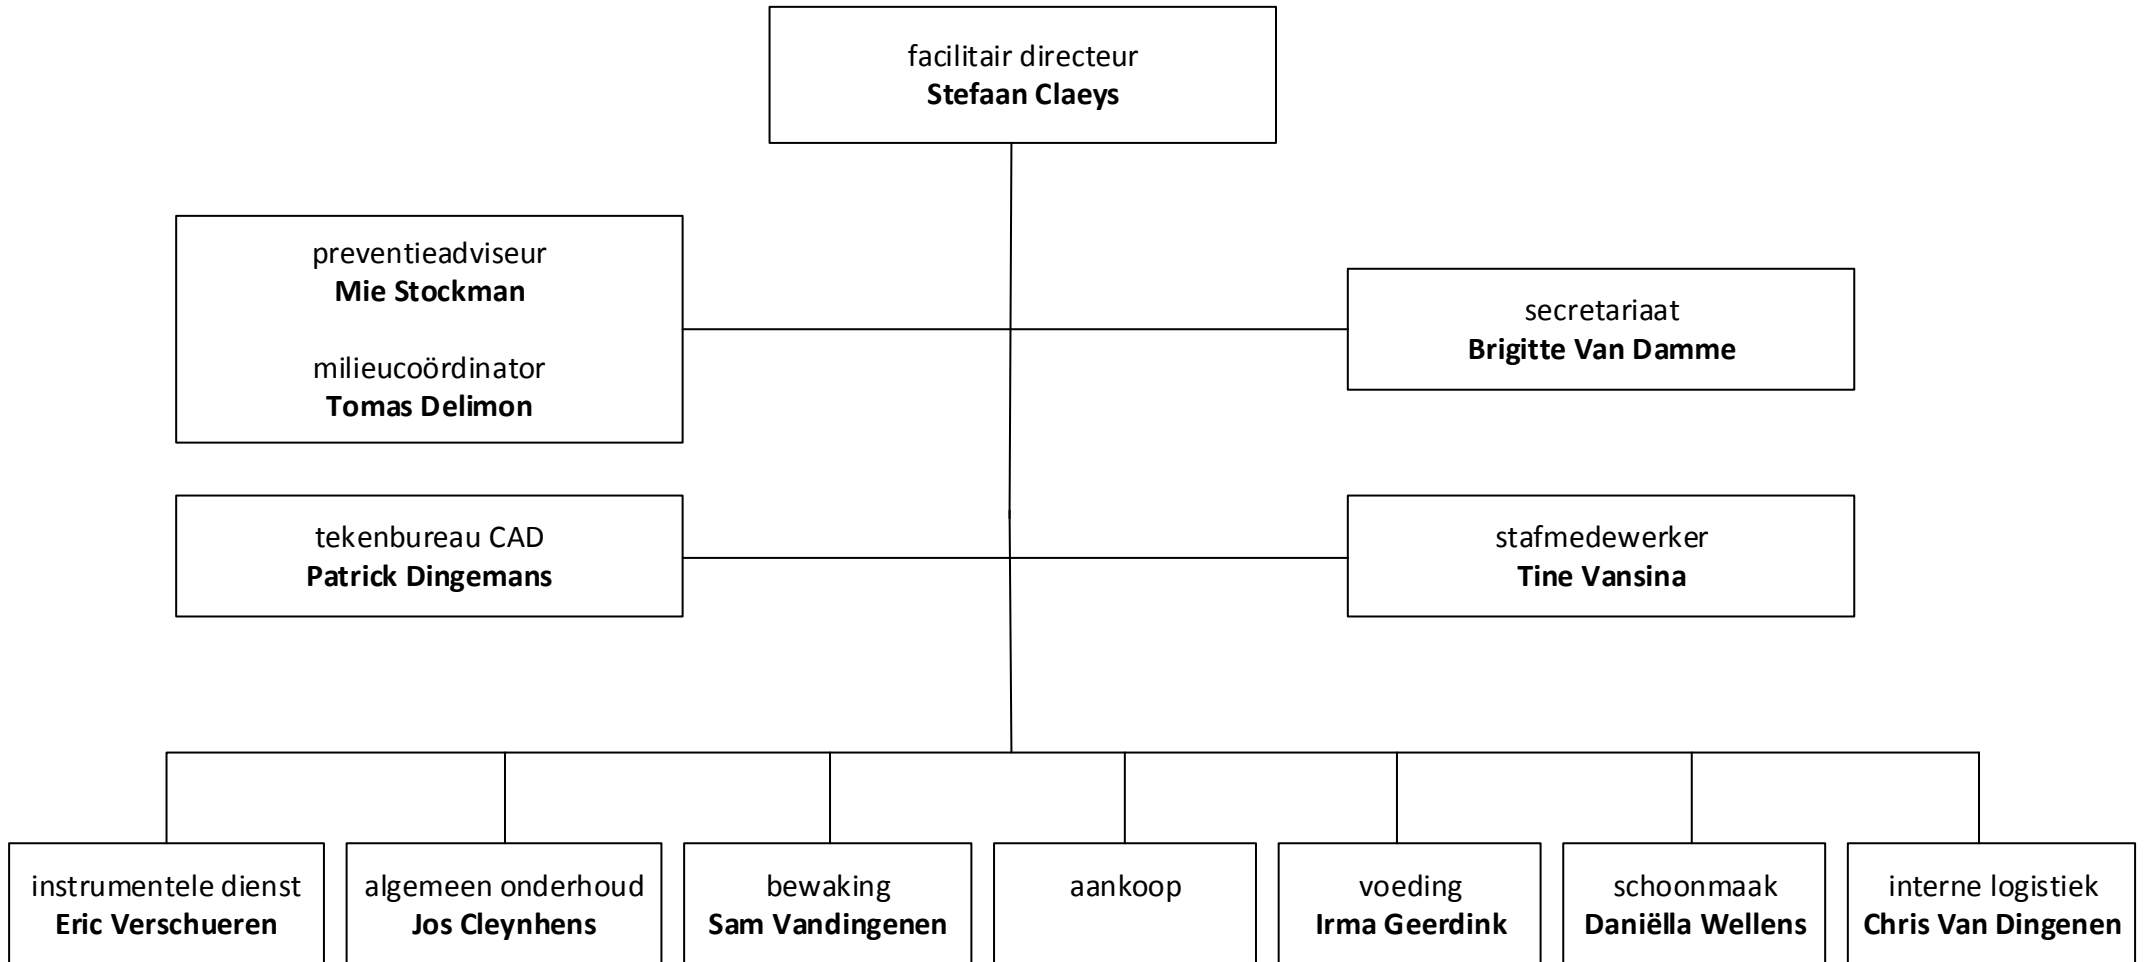 facilitair directeur
Stefaan Claeys
preventieadviseur
Mie Stockman
milieucoördinator
Tomas Delimon
secretariaat
Brigitte Van Damme
tekenbureau CAD
Patrick Dingemans
stafmedewerker
Tine Vansina
instrumentele dienst
Eric Verschueren
algemeen onderhoud
Jos Cleynhens
bewaking
Sam Vandingenen
aankoop
voeding
Irma Geerdink
schoonmaak
Daniëlla Wellens
interne logistiek
Chris Van Dingenen